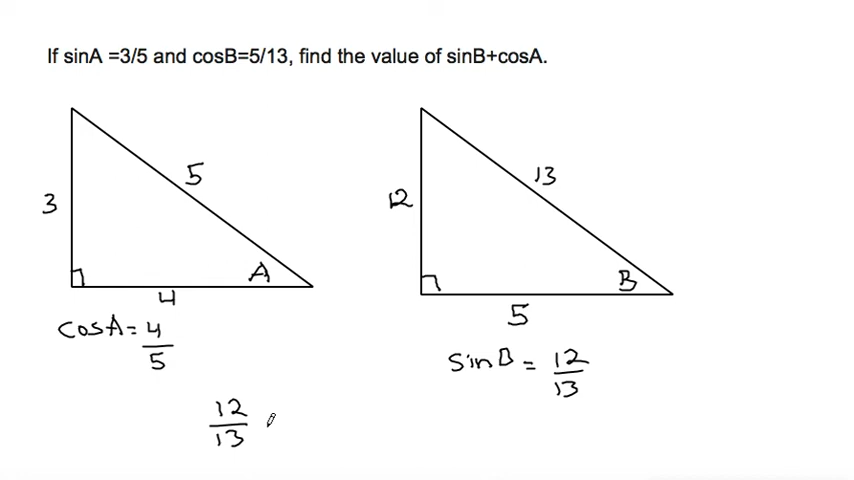 If sinA =3/5 and cosB=5/13, find the value of sinB+cosA.
5
13
3
12
A
B
4
5
cosA= 4/5
sinB = 12/13
12/13